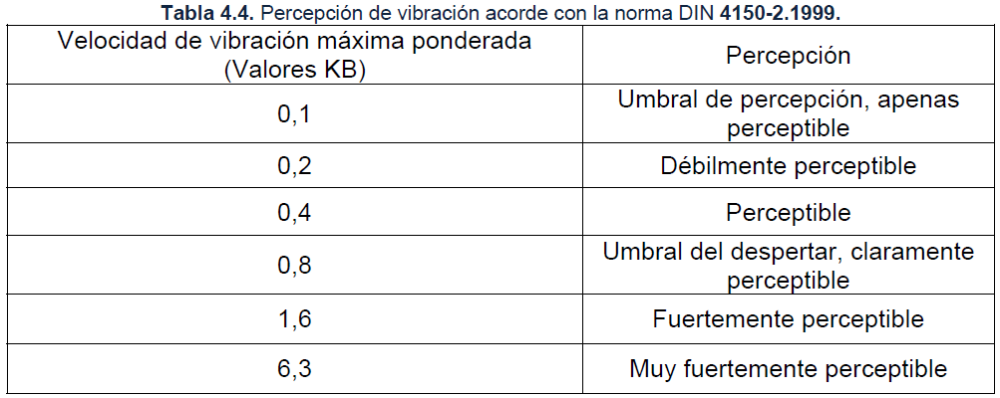 Tabla 4.4. Percepción de vibración acorde con la norma DIN 4150-2.1999.
Velocidad de vibración máxima ponderada
(Valores KB)
Percepción
0,1
Umbral de percepción, apenas
perceptible
0,2
Débilmente perceptible
0,4
Perceptible
0,8
Umbral del despertar, claramente
perceptible
1,6
Fuertemente perceptible
6,3
Muy fuertemente perceptible